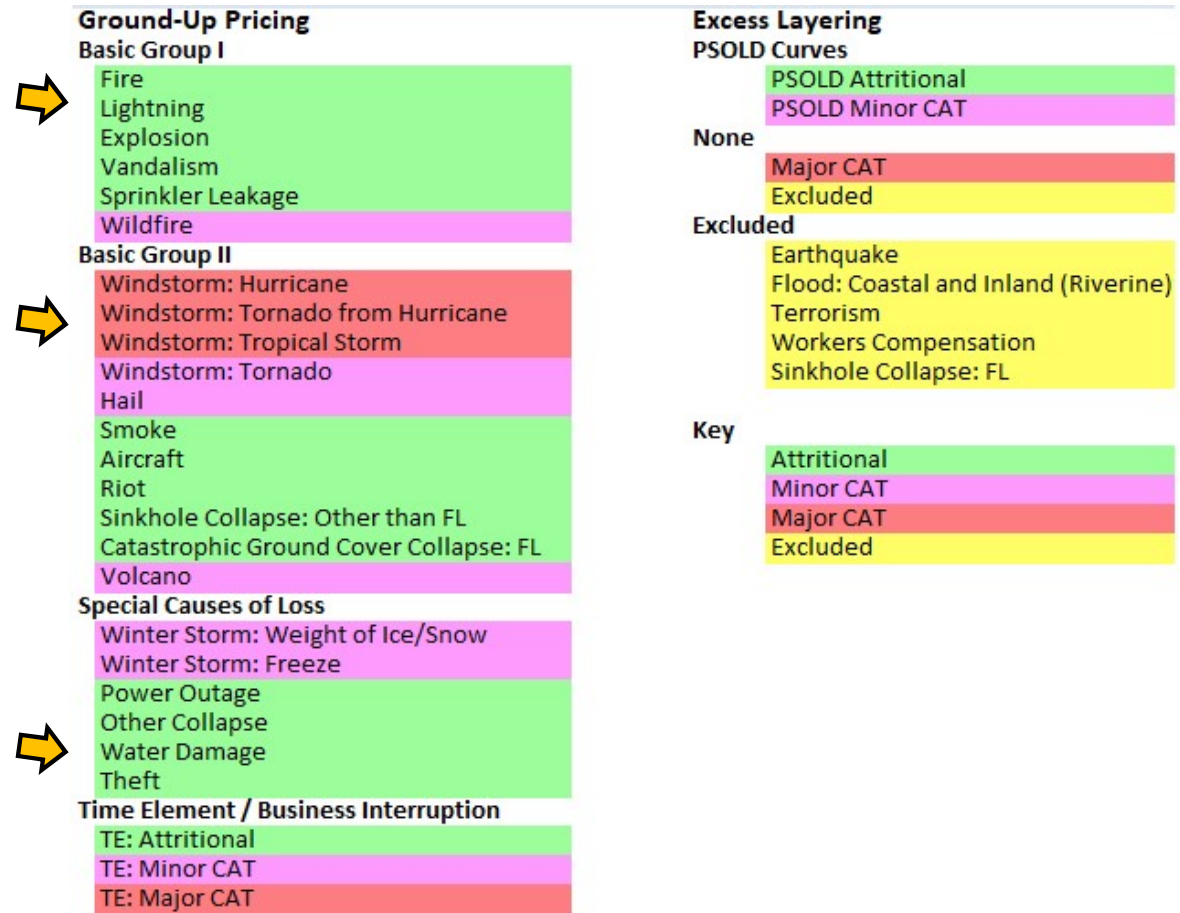 Ground-Up Pricing
Basic Group I
Fire
Lightning
Explosion
Vandalism
Sprinkler Leakage
Wildfire
Basic Group II
Windstorm: Hurricane
Windstorm: Tornado from Hurricane
Windstorm: Tropical Storm
Windstorm: Tornado
Hail
Smoke
Aircraft
Riot
Sinkhole Collapse: Other than FL
Catastrophic Ground Cover Collapse: FL
Volcano
Special Causes of Loss
Winter Storm: Weight of Ice/Snow
Winter Storm: Freeze
Power Outage
Other Collapse
Water Damage
Theft
Time Element / Business Interruption
TE: Attritional
TE: Minor CAT
TE: Major CAT
Excess Layering
PSOLD Curves
PSOLD Attritional
PSOLD Minor CAT
None
Major CAT
Excluded
Excluded
Earthquake
Flood: Coastal and Inland (Riverine)
Terrorism
Workers Compensation
Sinkhole Collapse: FL
Key
Attritional
Minor CAT
Major CAT
Excluded